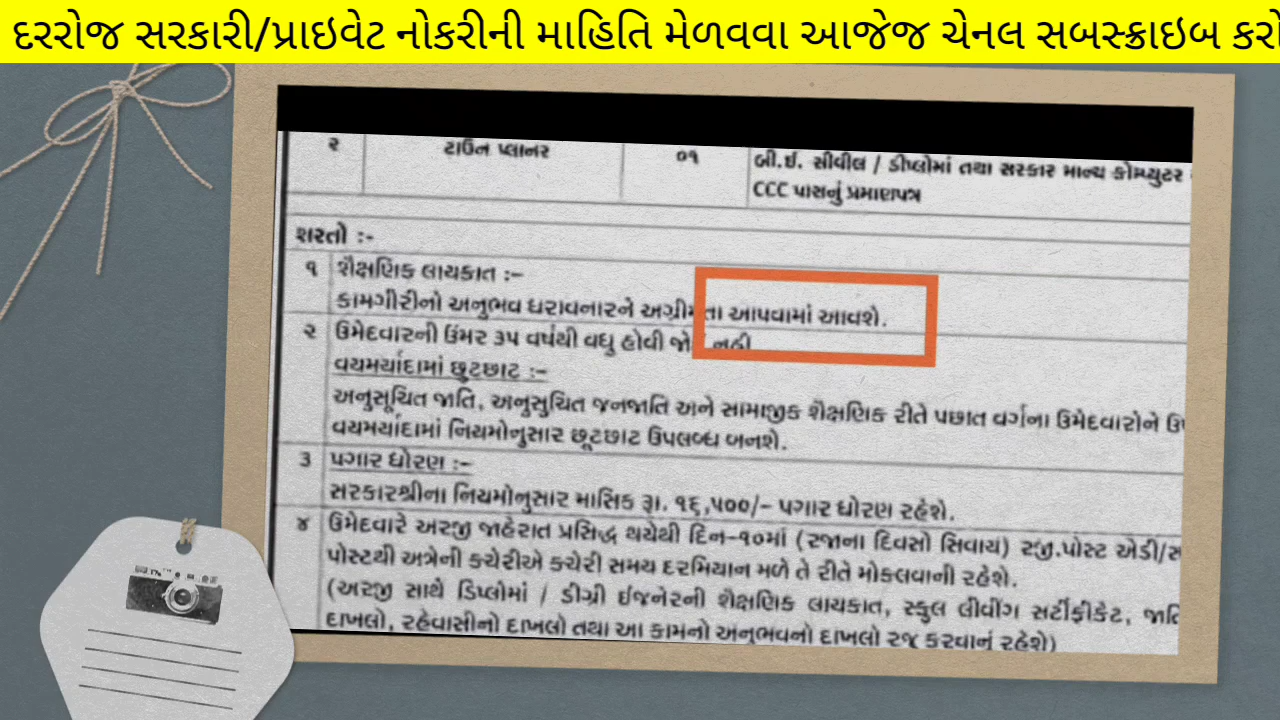 દરરોજ સરકારી/પ્રાઇવેટ નોકરીની માહિતિ મેળવવા આજેજ ચેનલ સબસ્ક્રાઇબ કરો
૨ ટાઉન પ્લાનર ૦૧ બી.ઈ. સીવીલ / ડીપ્લોમાં તથા સરકાર માન્ય કોમ્પ્યુટર
CCC પાસનું પ્રમાણપત્ર
શરતો :-
૧ શૈક્ષણિક લાયકાત :-
કામગીરીનો અનુભવ ધરાવનારને અગ્રીમતા આપવામાં આવશે.
૨ ઉમેદવારની ઉંમર ૩૫ વર્ષથી વધુ હોવી નહી
વયમર્યાદામાં છુટછાટ :-
અનુસૂચિત જાતિ, અનુસુચિત જનજાતિ અને સામાજીક શૈક્ષણિક રીતે પછાત વર્ગના ઉમેદવારોને
વયમર્યાદામાં નિયમોનુસાર છૂટછાટ ઉપલબ્ધ બનશે.
૩ પગાર ધોરણ :-
સરકારશ્રીના નિયમોનુસાર માસિક રૂા. ૧૬,૫૦૦/- પગાર ધોરણ રહેશે.
૪ ઉમેદવારે અરજી જાહેરાત પ્રસિદ્ધ થયેથી દિન-૧૦માં (રજાના દિવસો સિવાય) રજી.પોસ્ટ એડી/
પોસ્ટથી અત્રેની કચેરીએ કચેરી સમય દરમિયાન મળે તે રીતે મોકલવાની રહેશે.
(અરજી સાથે ડિપ્લોમાં / ડીગ્રી ઈજનેરની શૈક્ષણિક લાયકાત, સ્કુલ લીવીંગ સર્ટીફીકેટ, જાતિ
દાખલો, રહેવાસીનો દાખલો તથા આ કામનો અનુભવનો દાખલો રજૂ કરવાનું રહેશે)